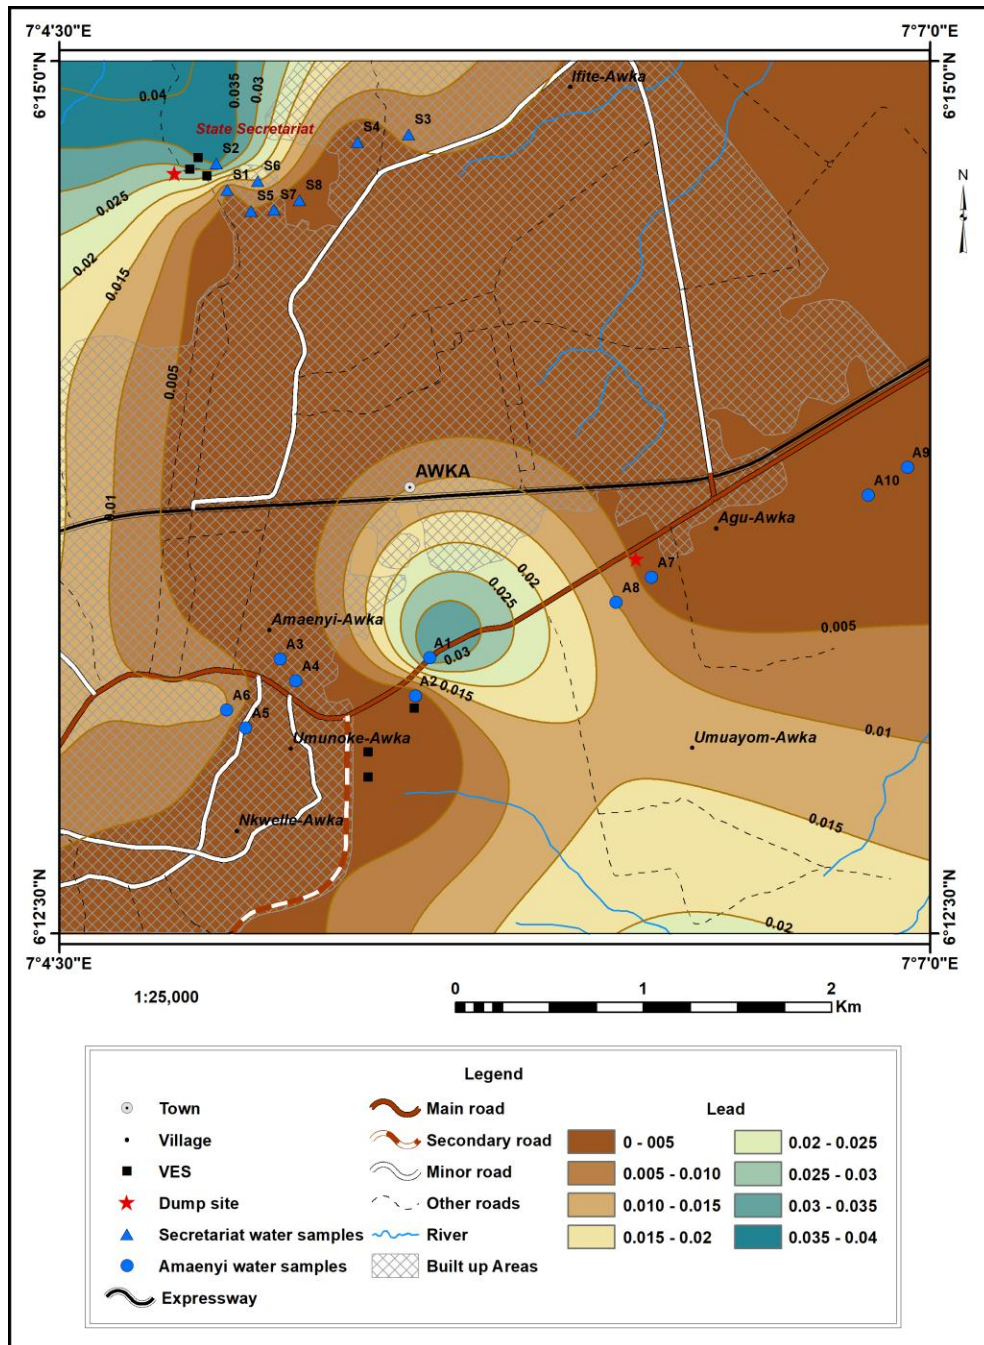 7°4'30"E
7°7'0"E
6°15'0"N
6°15'0"N
Ifite-Awka
0.04
0.035
0.03
State Secretariat
S4
S3
S2
S6
S1
S5
S7
S8
0.025
0.02
0.015
0.005
0.01
N
AWKA
A9
A10
Agu-Awka
0.02
0.025
A7
A8
Amaenyi-Awka
A3
A4
A1
0.03
A2
0.015
0.005
A6
A5
Umunoke-Awka
Umuayom-Awka
0.01
Nkwelle-Awka
0.015
0.02
6°12'30"N
6°12'30"N
7°4'30"E
7°7'0"E
1:25,000
0
1
2
Km
Legend
Town
Village
VES
Dump site
Secretariat water samples
Amaenyi water samples
Expressway
Main road
Secondary road
Minor road
Other roads
River
Built up Areas
Lead
0 - 005
0.005 - 0.010
0.010 - 0.015
0.015 - 0.02
0.02 - 0.025
0.025 - 0.03
0.03 - 0.035
0.035 - 0.04